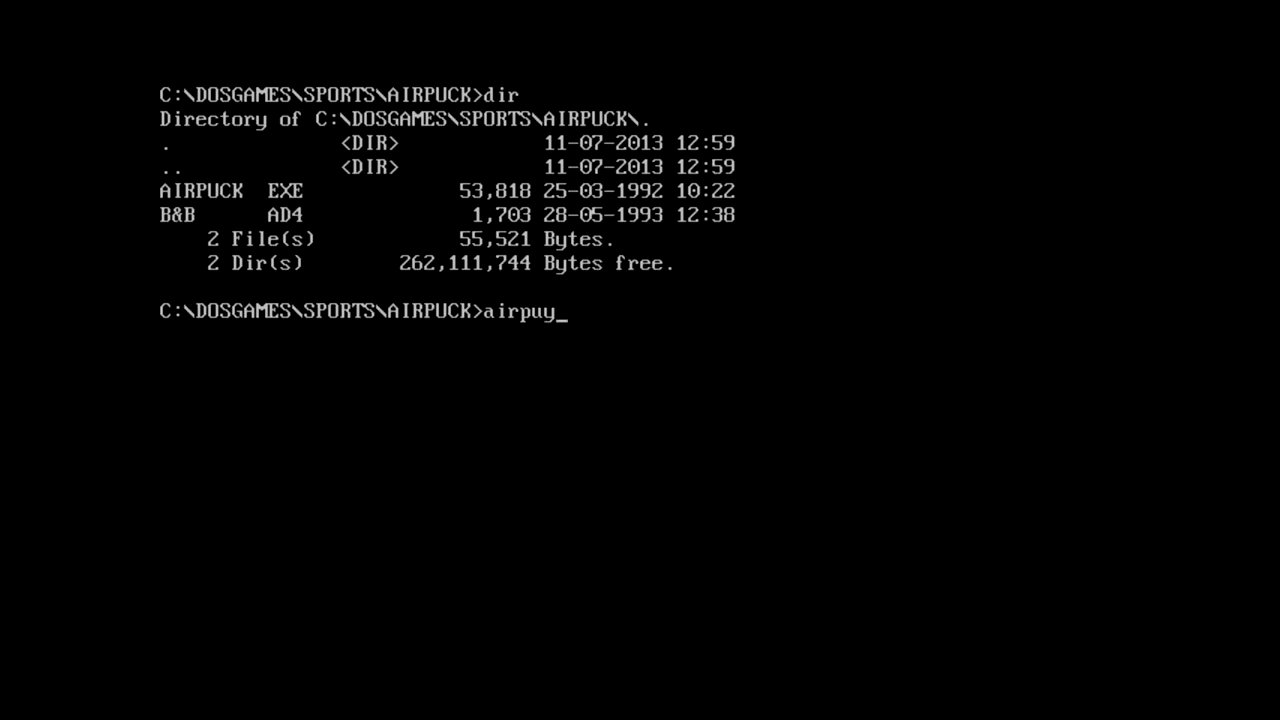 C:\DOSGAMES\SPORTS\AIRPUCK>dir
Directory of C:\DOSGAMES\SPORTS\AIRPUCK\.
.              <DIR>            11-07-2013 12:59
..             <DIR>            11-07-2013 12:59
AIRPUCK  EXE             53,818 25-03-1992 10:22
B&B      AD4              1,703 28-05-1993 12:38
    2 File(s)            55,521 Bytes.
    2 Dir(s)        262,111,744 Bytes free.
C:\DOSGAMES\SPORTS\AIRPUCK>airpuy_